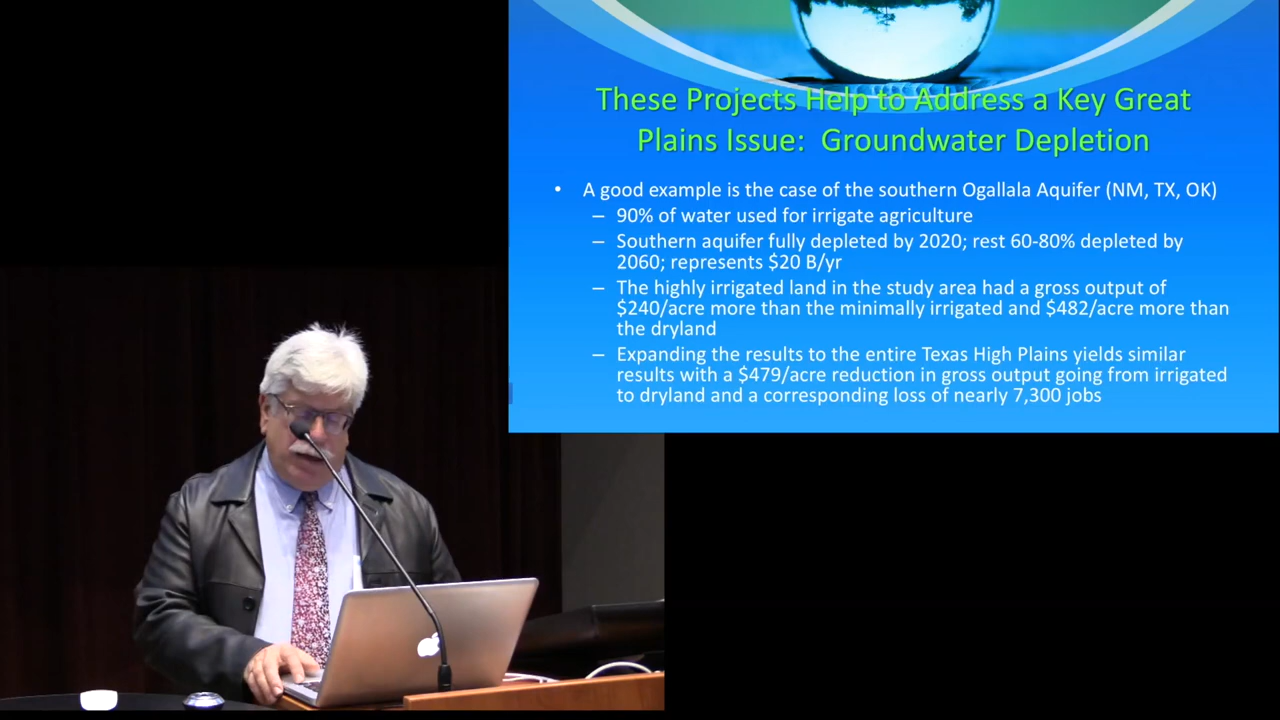 These Projects Help to Address a Key Great
Plains Issue:  Groundwater Depletion
• A good example is the case of the southern Ogallala Aquifer (NM, TX, OK)
– 90% of water used for irrigate agriculture
– Southern aquifer fully depleted by 2020; rest 60-80% depleted by
2060; represents $20 B/yr
– The highly irrigated land in the study area had a gross output of
$240/acre more than the minimally irrigated and $482/acre more than
the dryland
– Expanding the results to the entire Texas High Plains yields similar
results with a $479/acre reduction in gross output going from irrigated
to dryland and a corresponding loss of nearly 7,300 jobs